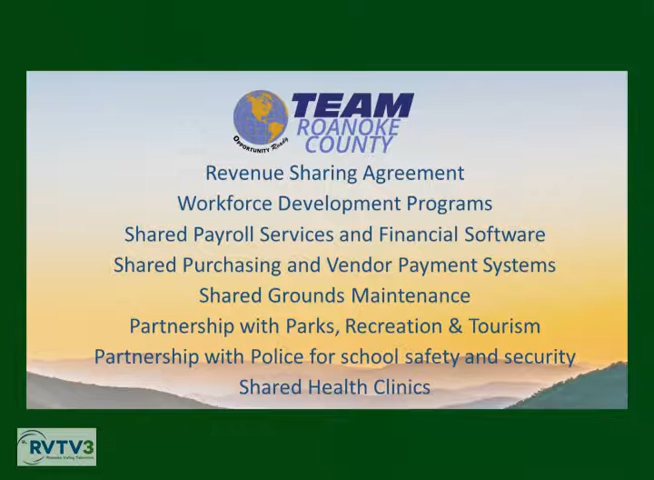 TEAM
ROANOKE
COUNTY
OPPORTUNITY Ready
Revenue Sharing Agreement
Workforce Development Programs
Shared Payroll Services and Financial Software
Shared Purchasing and Vendor Payment Systems
Shared Grounds Maintenance
Partnership with Parks, Recreation & Tourism
Partnership with Police for school safety and security
Shared Health Clinics
RVTV3